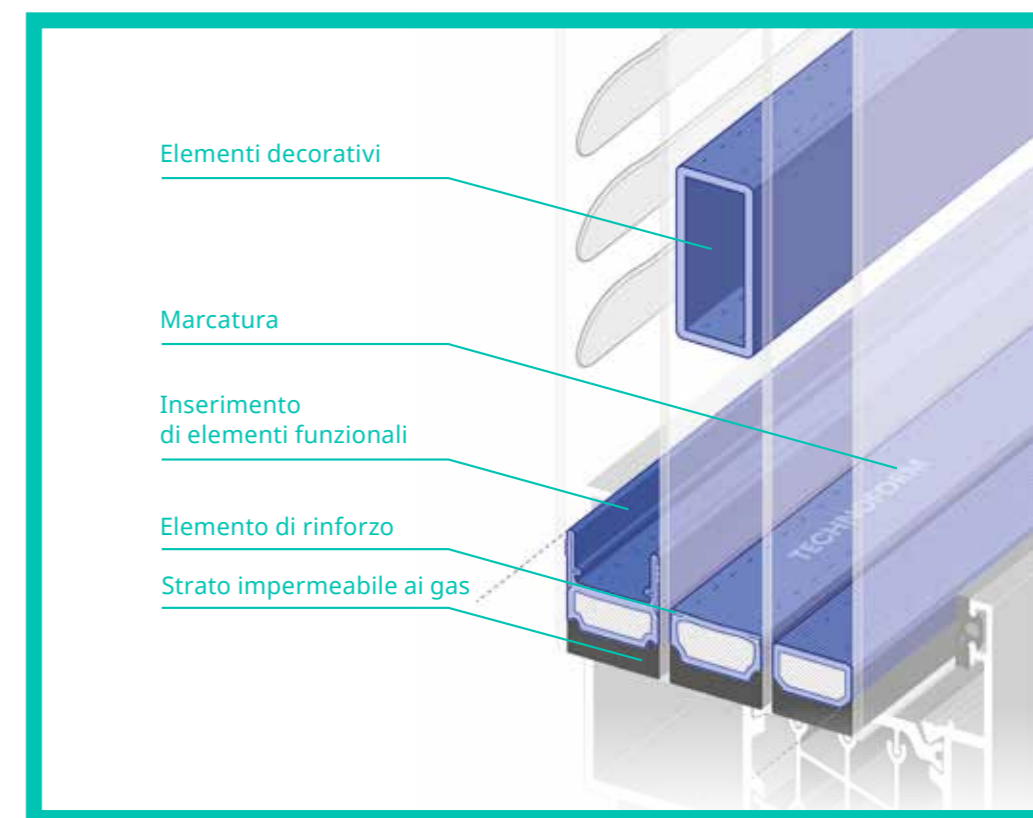 Elementi decorativi
Marcatura
Inserimento
di elementi funzionali
TECHNOFORM
Elemento di rinforzo
Strato impermeabile ai gas